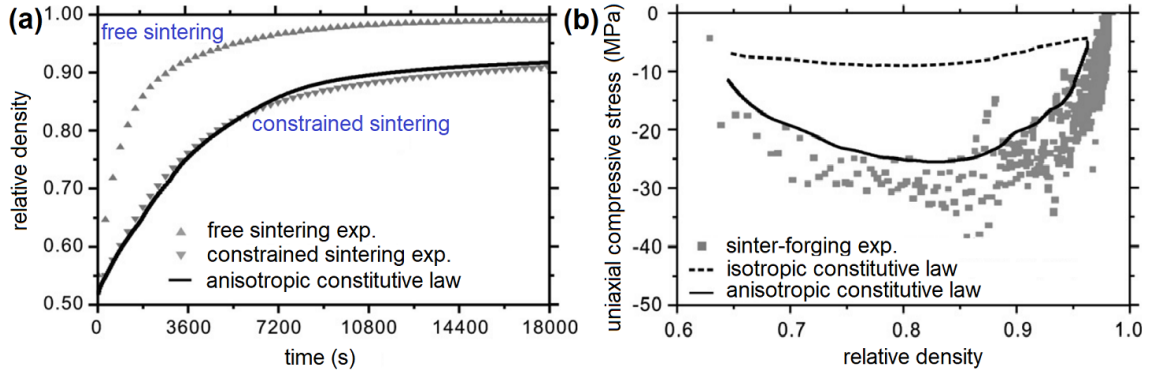 (a)
1.00
0.90
0.80
0.70
0.60
0.50
relative density
free sintering
constrained sintering
free sintering exp.
constrained sintering exp.
anisotropic constitutive law
0
3600
7200
10800
14400
18000
time (s)
(b)
0
-10
-20
-30
-40
-50
uniaxial compressive stress (MPa)
sinter-forging exp.
isotropic constitutive law
anisotropic constitutive law
0.6
0.7
0.8
0.9
1.0
relative density